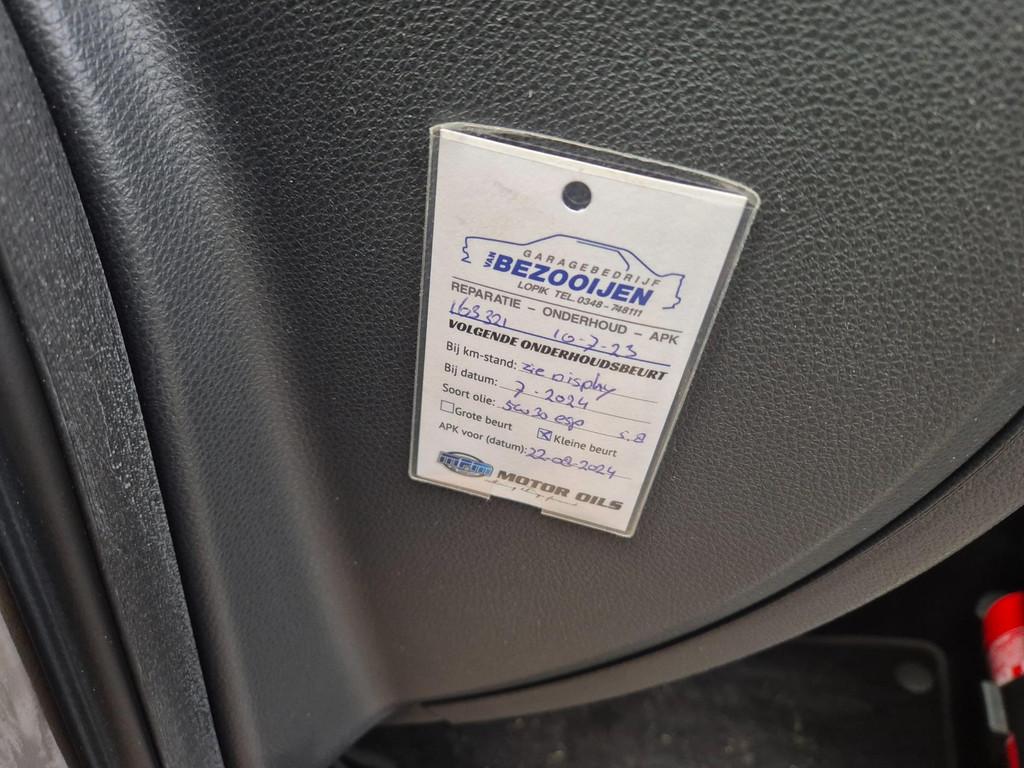 GARAGEBEDRIJF
VAN BEZOOIJEN
LOPIK TEL. 0348 - 748111
REPARATIE - ONDERHOUD - APK
168321 10-7-23
VOLGENDE ONDERHOUDSBEURT
Bij km-stand: zie display
Bij datum: 7-2024
Soort olie: 5w30 esp 5.8
Grote beurt Kleine beurt
APK voor (datum): 22-08-2024
MOTOR OILS